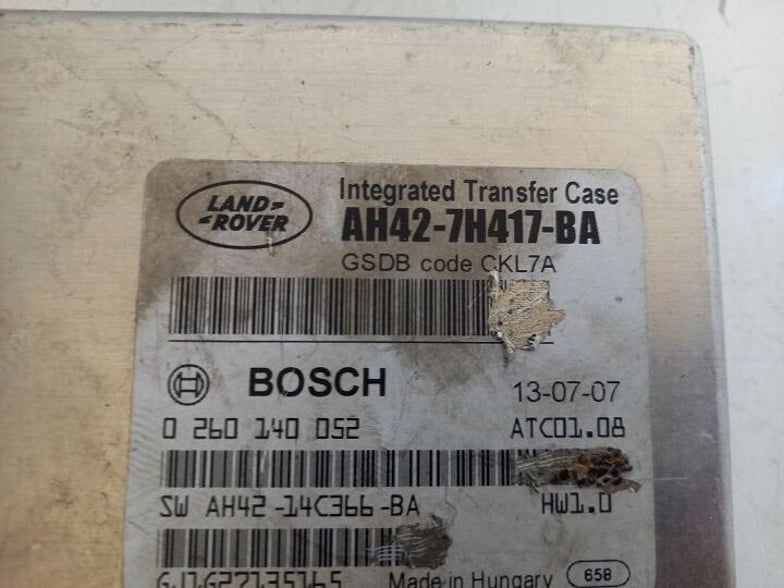 LAND-
-ROVER
Integrated Transfer Case
AH42-7H417-BA
GSDB code CKL7A
BOSCH 13-07-07
0 260 140 052 ATC01.08
SW AH42-14C366-BA HW1.0
GJ1G27135165 Made in Hungary 658